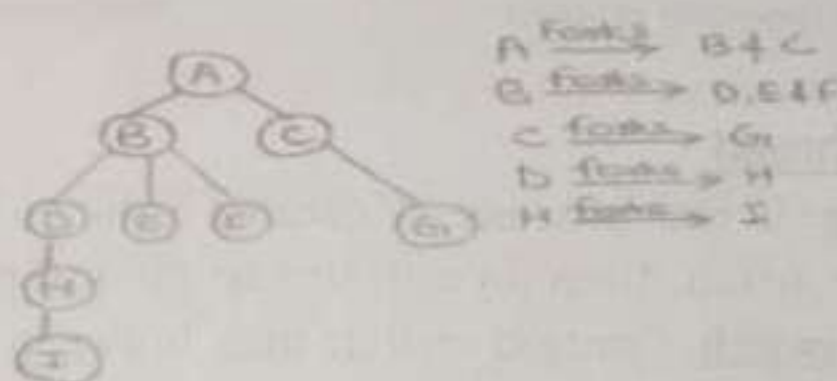 A
B C
D E F G
H
I
A Forks B & C
B forks D, E & F
C forks G
D forks H
H forks I